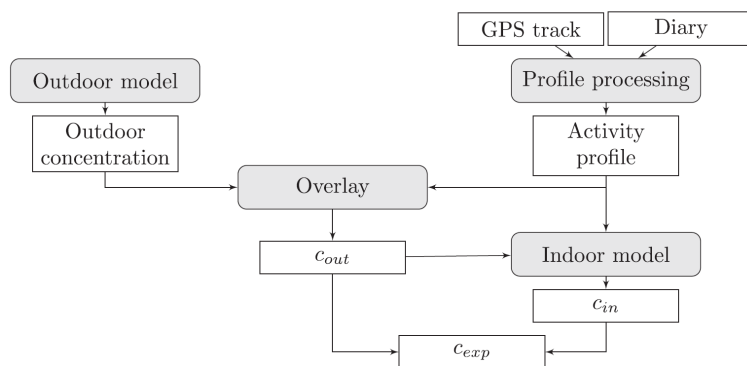 GPS track
Diary
Outdoor model
Profile processing
Outdoor
concentration
Activity
profile
Overlay
c_out
Indoor model
c_in
c_exp